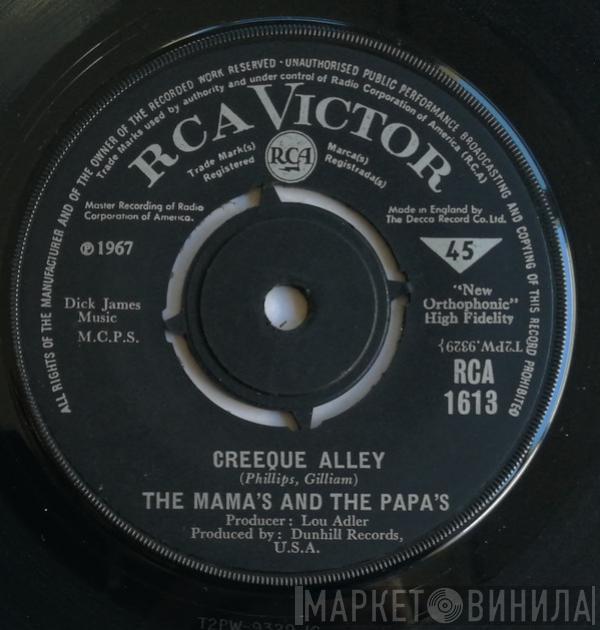 ALL RIGHTS OF THE MANUFACTURER AND OF THE OWNER OF THE RECORDED WORK RESERVED - UNAUTHORISED PUBLIC PERFORMANCE BROADCASTING AND COPYING OF THIS RECORD PROHIBITED
Trade Marks used by authority and under control of Radio Corporation of America (R.C.A)
RCA VICTOR
Trade Mark(s)
Registered
RCA
Marca(s)
Registrada(s)
Master Recording of Radio
Corporation of America.
Made in England by
The Decca Record Co. Ltd.
℗ 1967
45
Dick James
Music
M.C.P.S.
"New
Orthophonic"
High Fidelity
T2PW.9329}
RCA
1613
CREEQUE ALLEY
(Phillips, Gilliam)
THE MAMA'S AND THE PAPA'S
Producer: Lou Adler
Produced by: Dunhill Records,
U.S.A.
МАРКЕТ ВИНИЛА